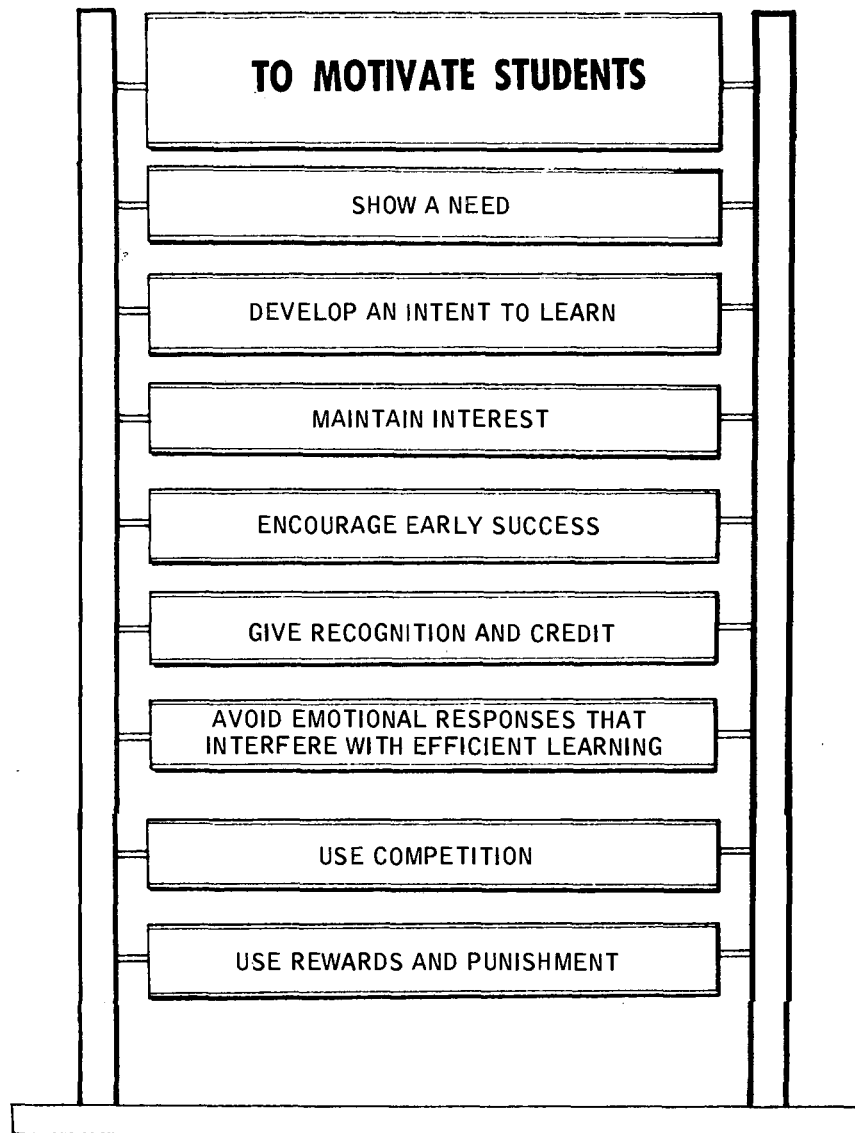 TO MOTIVATE STUDENTS
SHOW A NEED
DEVELOP AN INTENT TO LEARN
MAINTAIN INTEREST
ENCOURAGE EARLY SUCCESS
GIVE RECOGNITION AND CREDIT
AVOID EMOTIONAL RESPONSES THAT
INTERFERE WITH EFFICIENT LEARNING
USE COMPETITION
USE REWARDS AND PUNISHMENT